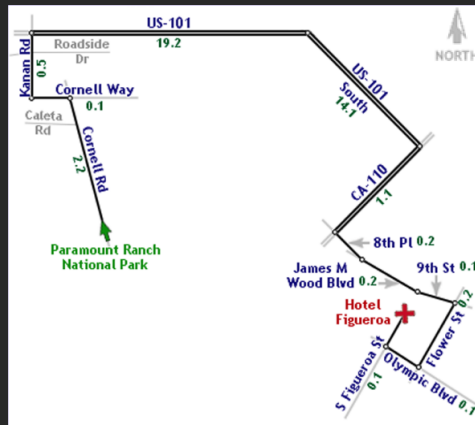 US-101
19.2
Roadside
Dr
Kanan Rd
0.5
Cornell Way
0.1
Caleta
Rd
Cornell Rd
2.2
Paramount Ranch
National Park
NORTH
US-101
South
14.1
CA-110
1.1
8th Pl 0.2
James M
Wood Blvd 0.2
9th St 0.1
0.2
Hotel
Figueroa
Flower St
S Figueroa St
0.1
Olympic Blvd 0.1